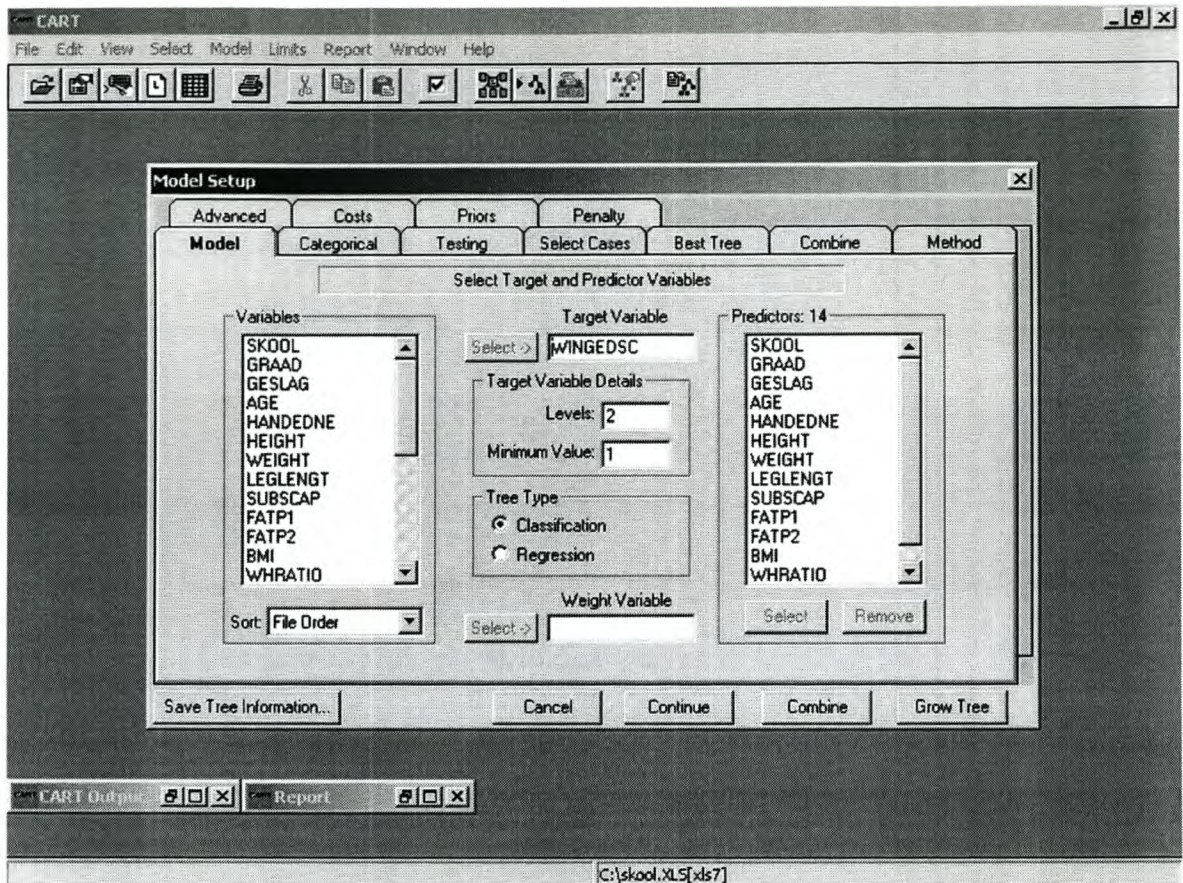 CART
File Edit View Select Model Limits Report Window Help
Model Setup
Advanced Costs Priors Penalty
Model Categorical Testing Select Cases Best Tree Combine Method
Select Target and Predictor Variables
Variables
SKOOL
GRAAD
GESLAG
AGE
HANDEDNE
HEIGHT
WEIGHT
LEGLENGT
SUBSCAP
FATP1
FATP2
BMI
WHRATIO
Sort: File Order
Target Variable
Select -> WINGEDSC
Target Variable Details
Levels: 2
Minimum Value: 1
Tree Type
Classification
Regression
Weight Variable
Select ->
Predictors: 14
SKOOL
GRAAD
GESLAG
AGE
HANDEDNE
HEIGHT
WEIGHT
LEGLENGT
SUBSCAP
FATP1
FATP2
BMI
WHRATIO
Select Remove
Save Tree Information... Cancel Continue Combine Grow Tree
CART Output Report
C:\skool.XLS[xls7]